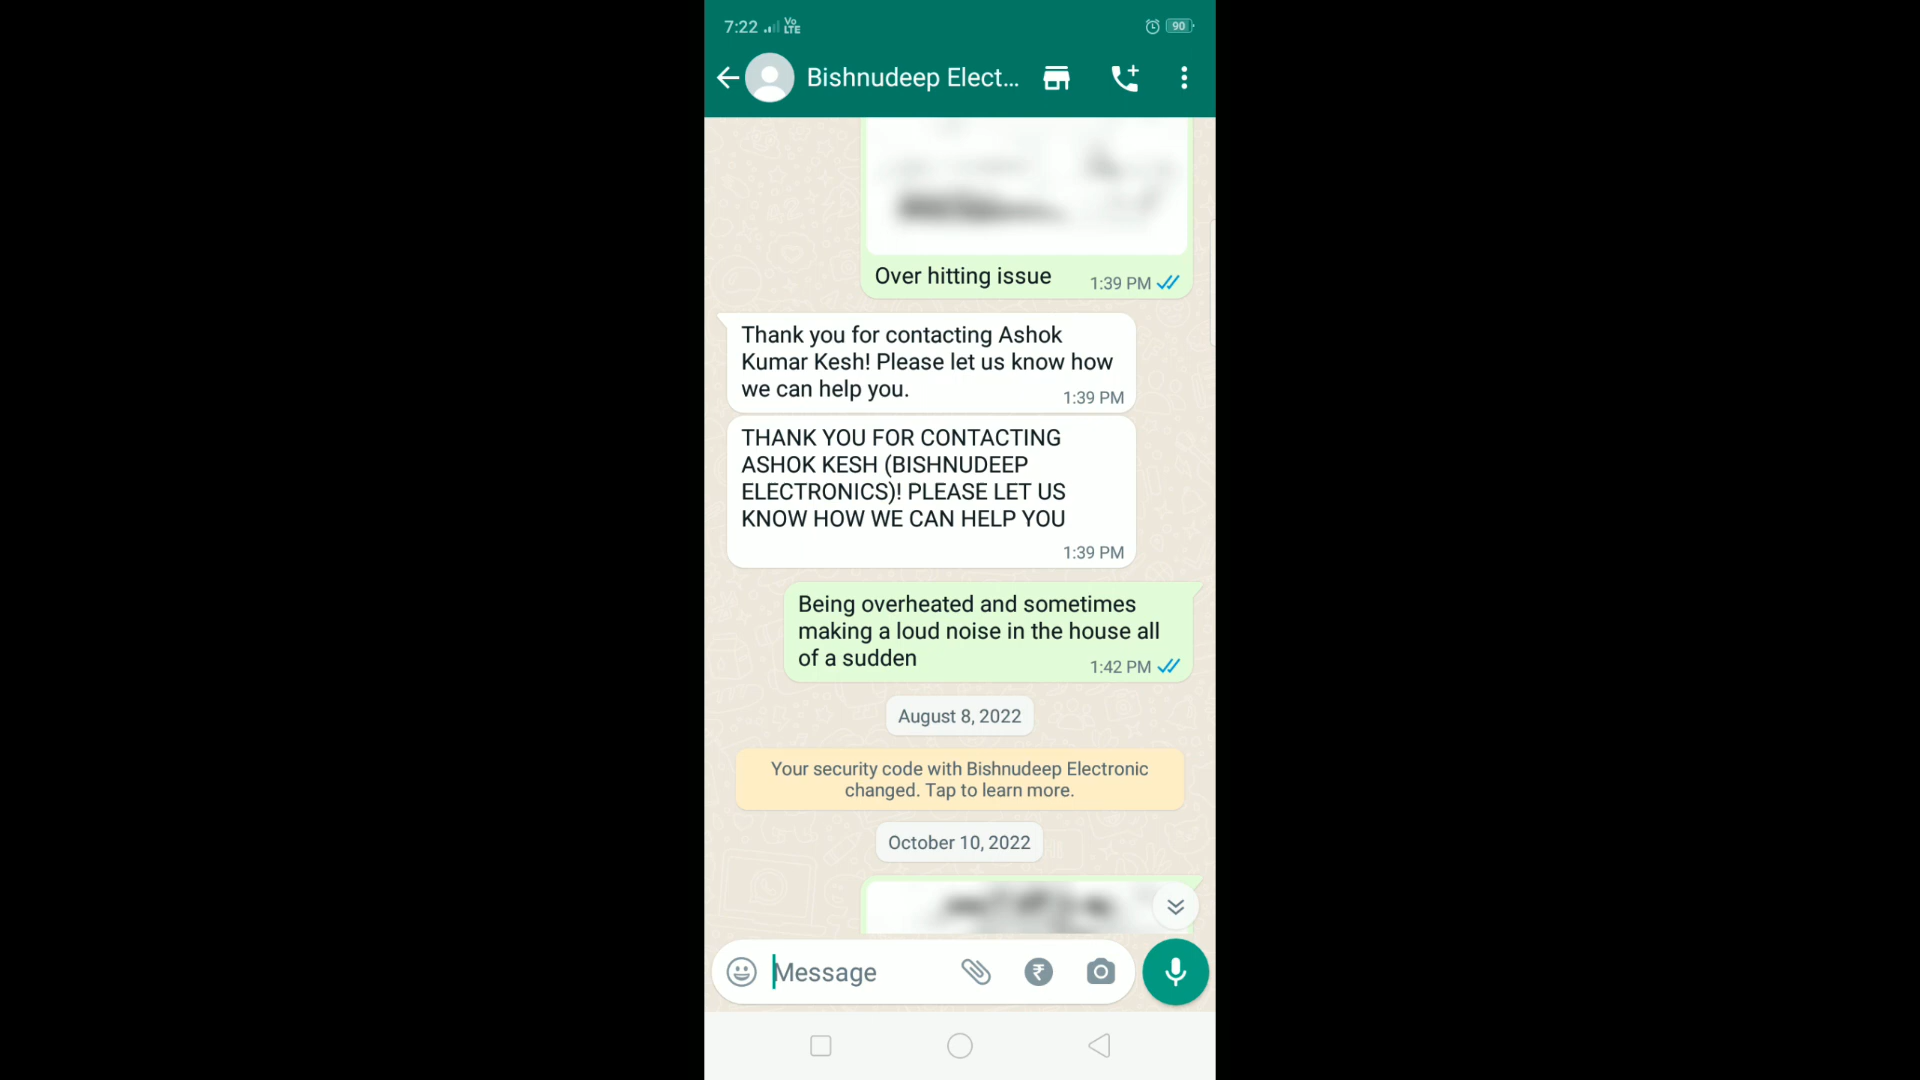 7:22 Vo LTE 90
Bishnudeep Elect...
Over hitting issue 1:39 PM
Thank you for contacting Ashok
Kumar Kesh! Please let us know how
we can help you. 1:39 PM
THANK YOU FOR CONTACTING
ASHOK KESH (BISHNUDEEP
ELECTRONICS)! PLEASE LET US
KNOW HOW WE CAN HELP YOU
1:39 PM
Being overheated and sometimes
making a loud noise in the house all
of a sudden 1:42 PM
August 8, 2022
Your security code with Bishnudeep Electronic
changed. Tap to learn more.
October 10, 2022
Message